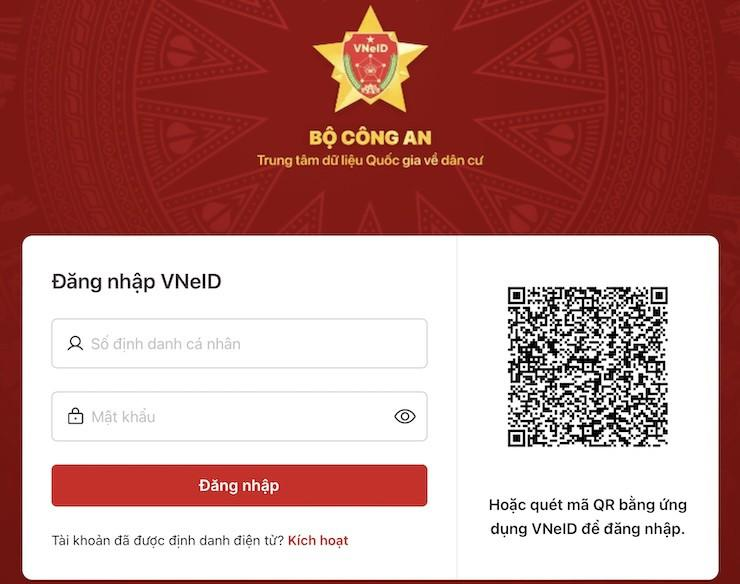 VNeID
BỘ CÔNG AN
Trung tâm dữ liệu Quốc gia về dân cư
Đăng nhập VNeID
Số định danh cá nhân
Mật khẩu
Đăng nhập
Tài khoản đã được định danh điện tử? Kích hoạt
Hoặc quét mã QR bằng ứng
dụng VNeID để đăng nhập.